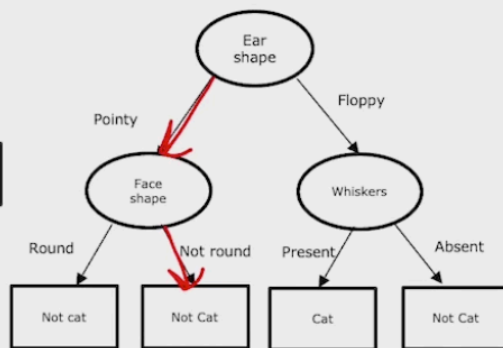 Ear
shape
Pointy
Floppy
Face
shape
Whiskers
Round
Not round
Present
Absent
Not cat
Not Cat
Cat
Not Cat